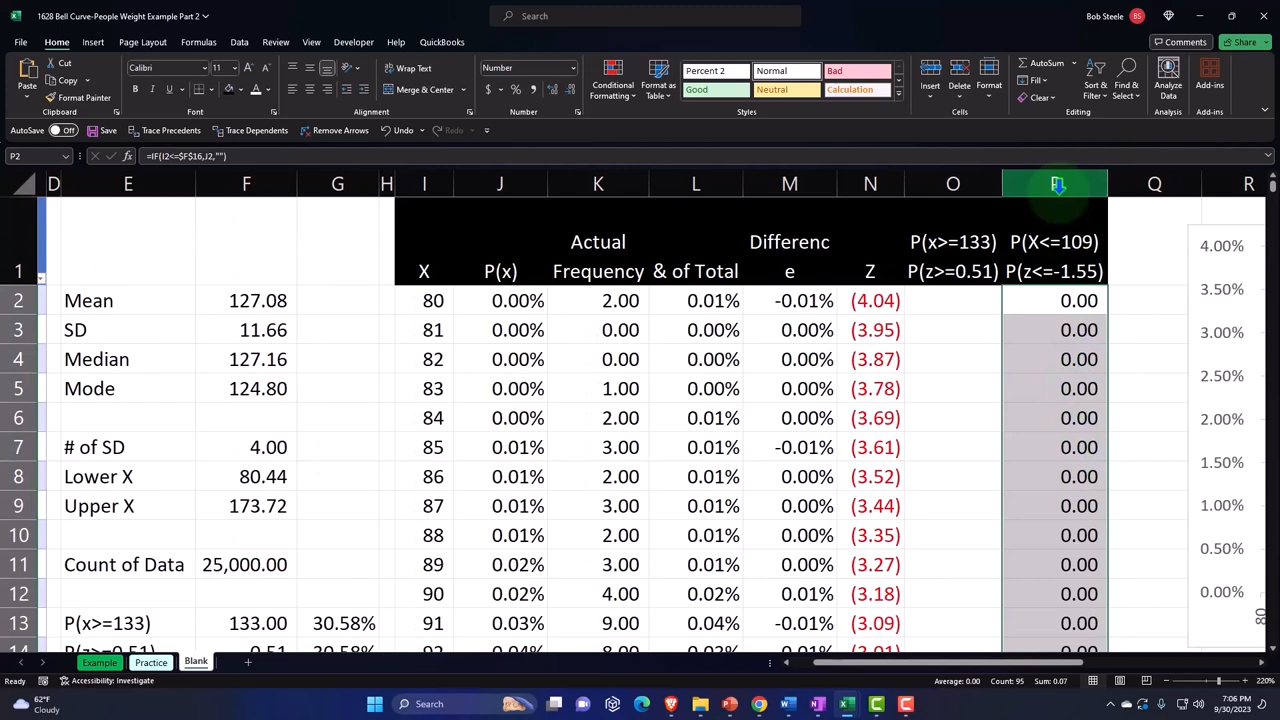 1628 Bell Curve-People Weight Example Part 2
Search
Bob Steele BS
File Home Insert Page Layout Formulas Data Review View Developer Automate Help QuickBooks
Comments Share
Cut
Copy
Format Painter
Paste
Clipboard
Calibri 11
Font
Wrap Text
Merge & Center
Alignment
Number
Number
Conditional Formatting
Format as Table
Percent 2 Normal Bad
Good Neutral Calculation
Styles
Insert Delete Format
Cells
AutoSum
Fill
Clear
Sort & Filter
Find & Select
Editing
Analyze Data
Analysis
Add-ins
Add-ins
AutoSave Off Save Trace Precedents Trace Dependents Remove Arrows Undo Redo
P2 =IF(I2<=$F$16,J2,"")
D E F G H I J K L M N O P Q R
1 X P(x) Actual Frequency & of Total Differenc e Z P(x>=133) P(z>=0.51) P(X<=109) P(z<=-1.55)
2 Mean 127.08 80 0.00% 2.00 0.01% -0.01% (4.04) 0.00
3 SD 11.66 81 0.00% 0.00 0.00% 0.00% (3.95) 0.00
4 Median 127.16 82 0.00% 0.00 0.00% 0.00% (3.87) 0.00
5 Mode 124.80 83 0.00% 1.00 0.00% 0.00% (3.78) 0.00
6 84 0.00% 2.00 0.01% 0.00% (3.69) 0.00
7 # of SD 4.00 85 0.01% 3.00 0.01% -0.01% (3.61) 0.00
8 Lower X 80.44 86 0.01% 2.00 0.01% 0.00% (3.52) 0.00
9 Upper X 173.72 87 0.01% 3.00 0.01% 0.00% (3.44) 0.00
10 88 0.01% 2.00 0.01% 0.00% (3.35) 0.00
11 Count of Data 25,000.00 89 0.02% 3.00 0.01% 0.00% (3.27) 0.00
12 90 0.02% 4.00 0.02% 0.01% (3.18) 0.00
13 P(x>=133) 133.00 30.58% 91 0.03% 9.00 0.04% -0.01% (3.09) 0.00
4.00%
3.50%
3.00%
2.50%
2.00%
1.50%
1.00%
0.50%
0.00%
80
Example Practice Blank
Ready Accessibility: Investigate Average: 0.00 Count: 95 Sum: 0.07 220%
62°F
Cloudy
Search
7:06 PM
9/30/2023